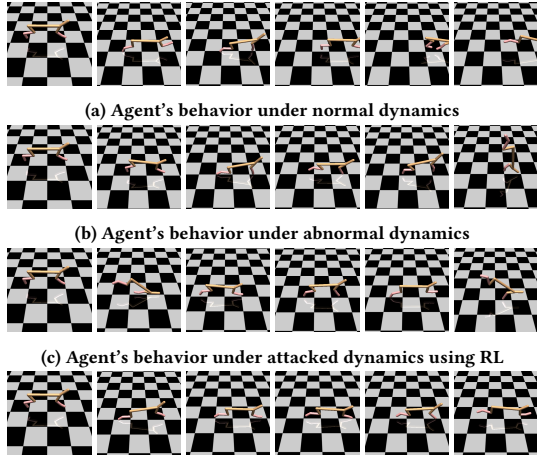 (a) Agent's behavior under normal dynamics
(b) Agent's behavior under abnormal dynamics
(c) Agent's behavior under attacked dynamics using RL